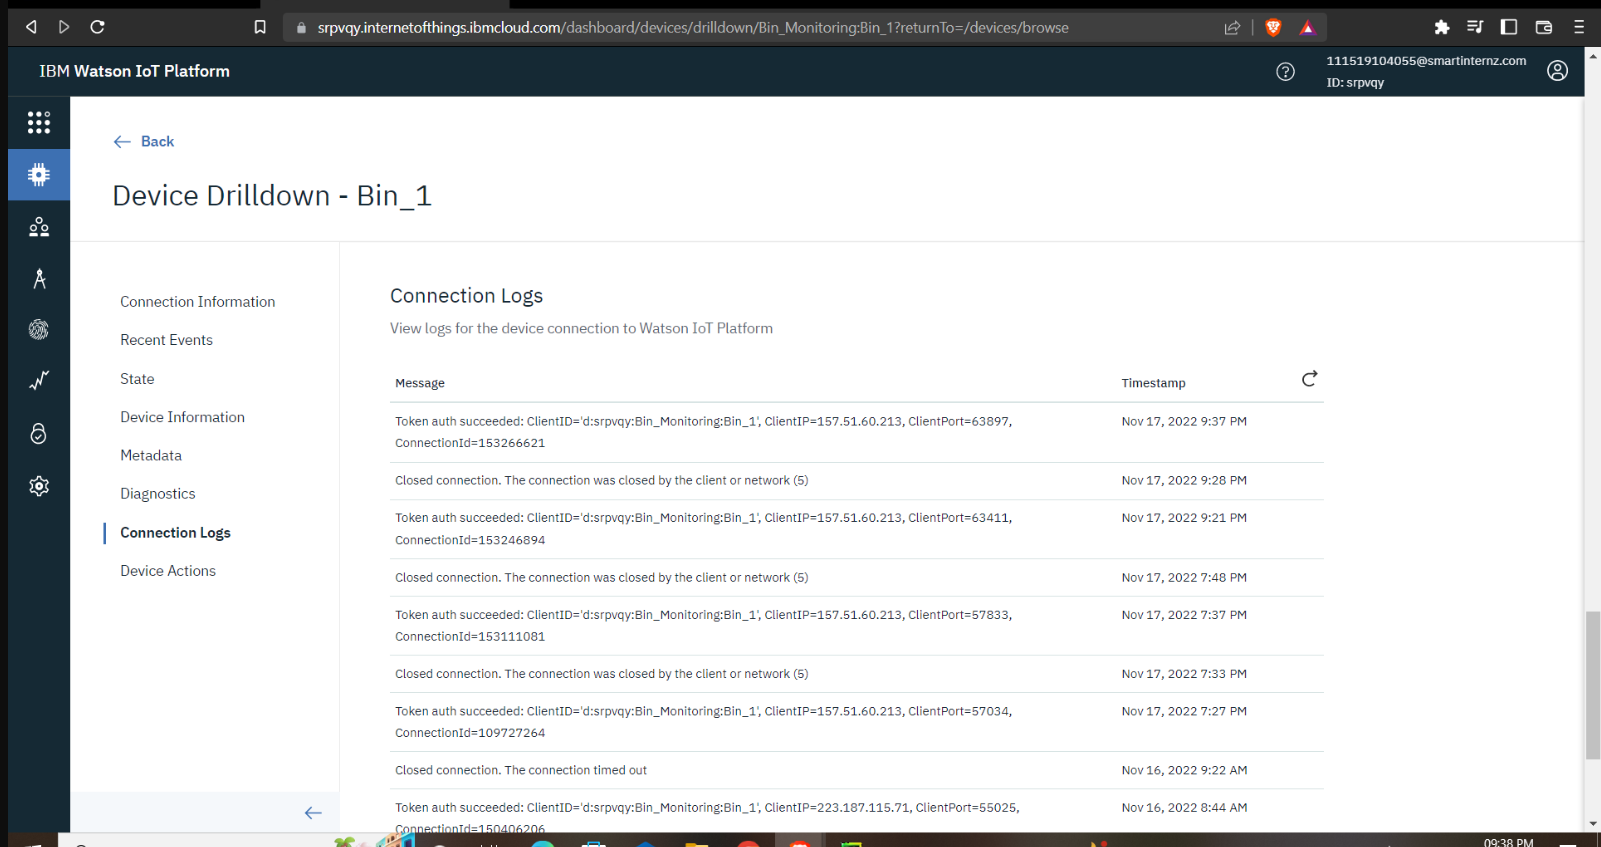 srpvqy.internetofthings.ibmcloud.com/dashboard/devices/drilldown/Bin_Monitoring:Bin_1?returnTo=/devices/browse
IBM Watson IoT Platform
111519104055@smartinternz.com
ID: srpvqy
Back
Device Drilldown - Bin_1
Connection Information
Recent Events
State
Device Information
Metadata
Diagnostics
Connection Logs
Device Actions
Connection Logs
View logs for the device connection to Watson IoT Platform
Message Timestamp
Token auth succeeded: ClientID='d:srpvqy:Bin_Monitoring:Bin_1', ClientIP=157.51.60.213, ClientPort=63897, Nov 17, 2022 9:37 PM
ConnectionId=153266621
Closed connection. The connection was closed by the client or network (5) Nov 17, 2022 9:28 PM
Token auth succeeded: ClientID='d:srpvqy:Bin_Monitoring:Bin_1', ClientIP=157.51.60.213, ClientPort=63411, Nov 17, 2022 9:21 PM
ConnectionId=153246894
Closed connection. The connection was closed by the client or network (5) Nov 17, 2022 7:48 PM
Token auth succeeded: ClientID='d:srpvqy:Bin_Monitoring:Bin_1', ClientIP=157.51.60.213, ClientPort=57833, Nov 17, 2022 7:37 PM
ConnectionId=153111081
Closed connection. The connection was closed by the client or network (5) Nov 17, 2022 7:33 PM
Token auth succeeded: ClientID='d:srpvqy:Bin_Monitoring:Bin_1', ClientIP=157.51.60.213, ClientPort=57034, Nov 17, 2022 7:27 PM
ConnectionId=109727264
Closed connection. The connection timed out Nov 16, 2022 9:22 AM
Token auth succeeded: ClientID='d:srpvqy:Bin_Monitoring:Bin_1', ClientIP=223.187.115.71, ClientPort=55025, Nov 16, 2022 8:44 AM
ConnectionId=150406206
09:38 PM